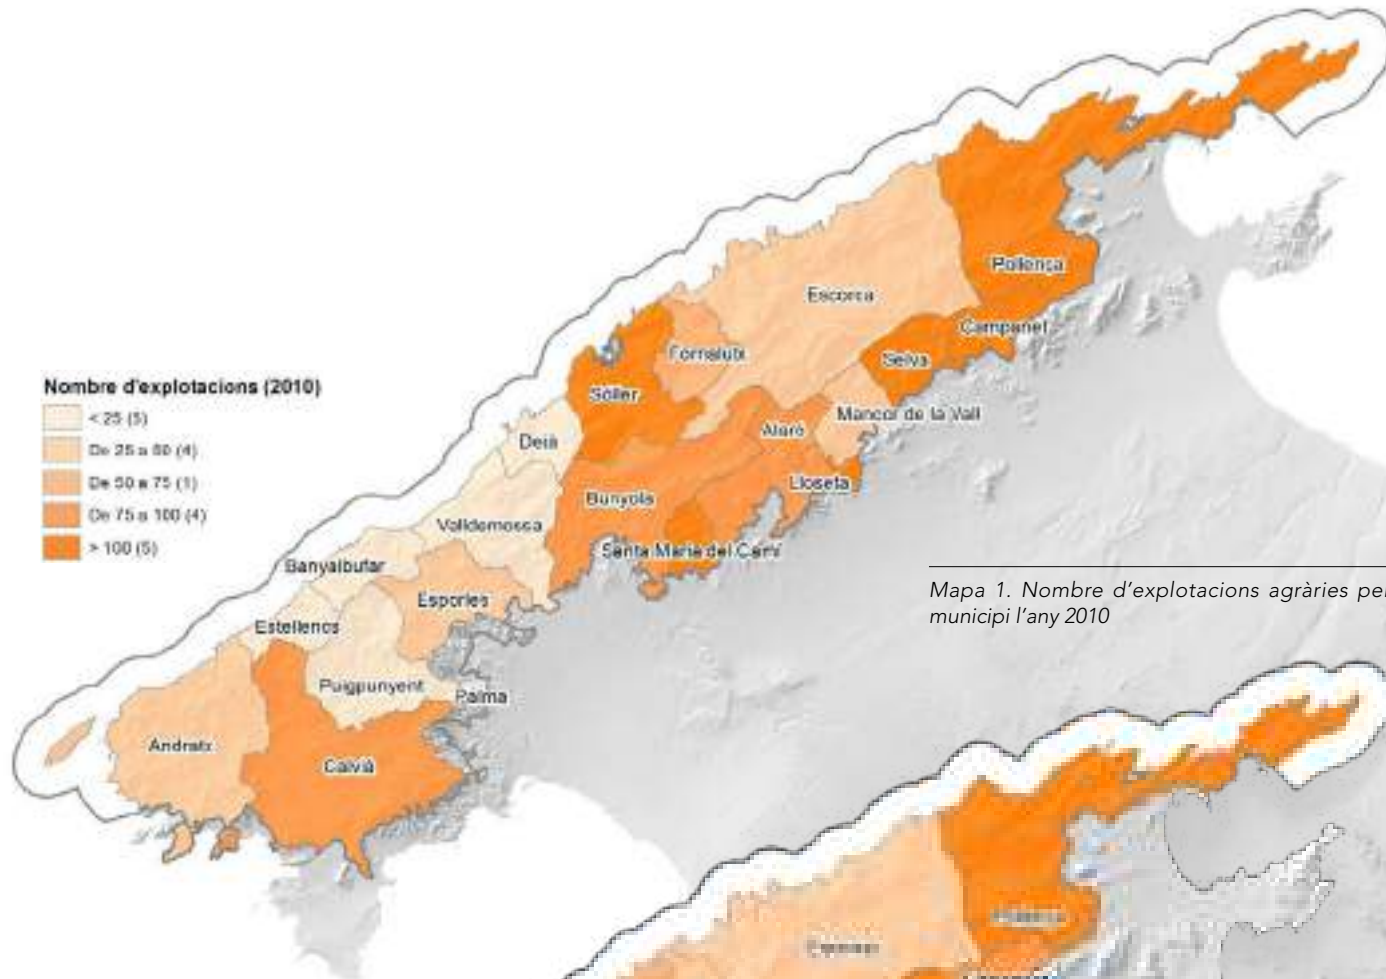 Pollença
Escorca
Campanet
Fornalutx
Selva
Nombre d'explotacions (2010)
< 25 (5)
De 25 a 50 (4)
De 50 a 75 (1)
De 75 a 100 (4)
> 100 (5)
Sóller
Mancor de la Vall
Alaró
Deià
Lloseta
Bunyola
Valldemossa
Santa Maria del Camí
Banyalbufar
Mapa 1. Nombre d'explotacions agràries per
municipi l'any 2010
Esporles
Estellencs
Puigpunyent
Palma
Andratx
Calvià
Pollença
Escorca